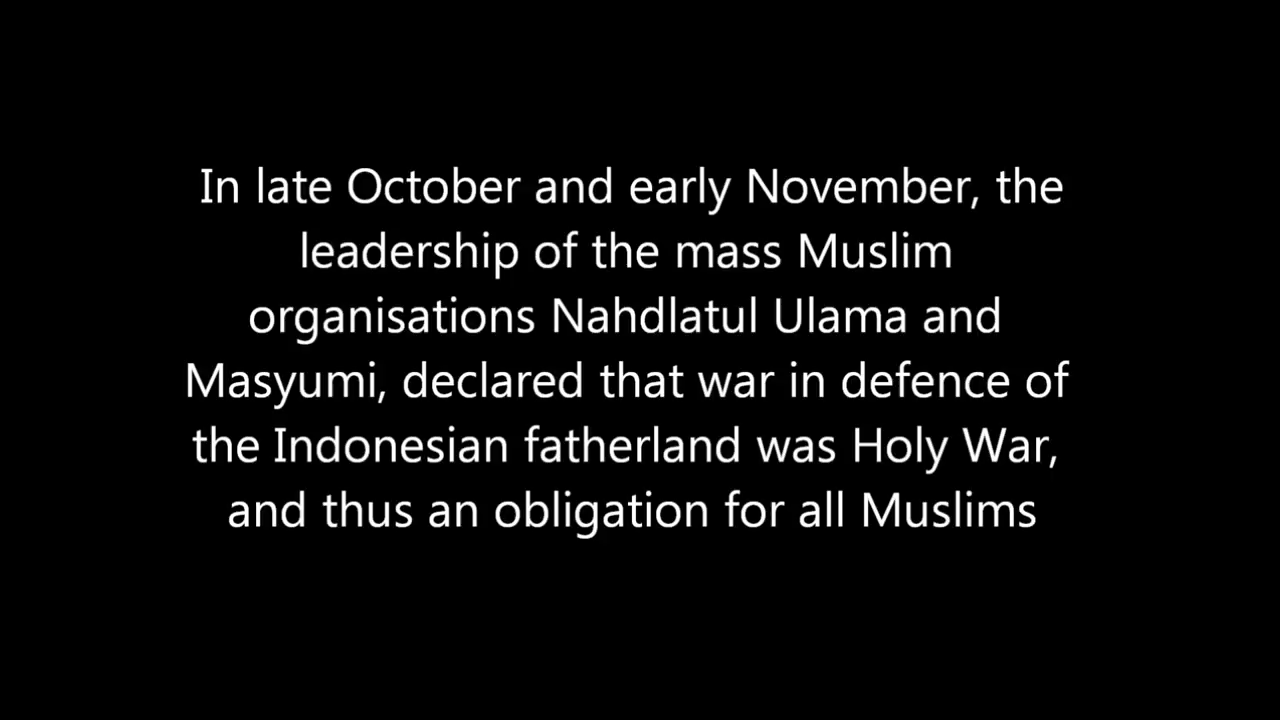 In late October and early November, the
leadership of the mass Muslim
organisations Nahdlatul Ulama and
Masyumi, declared that war in defence of
the Indonesian fatherland was Holy War,
and thus an obligation for all Muslims